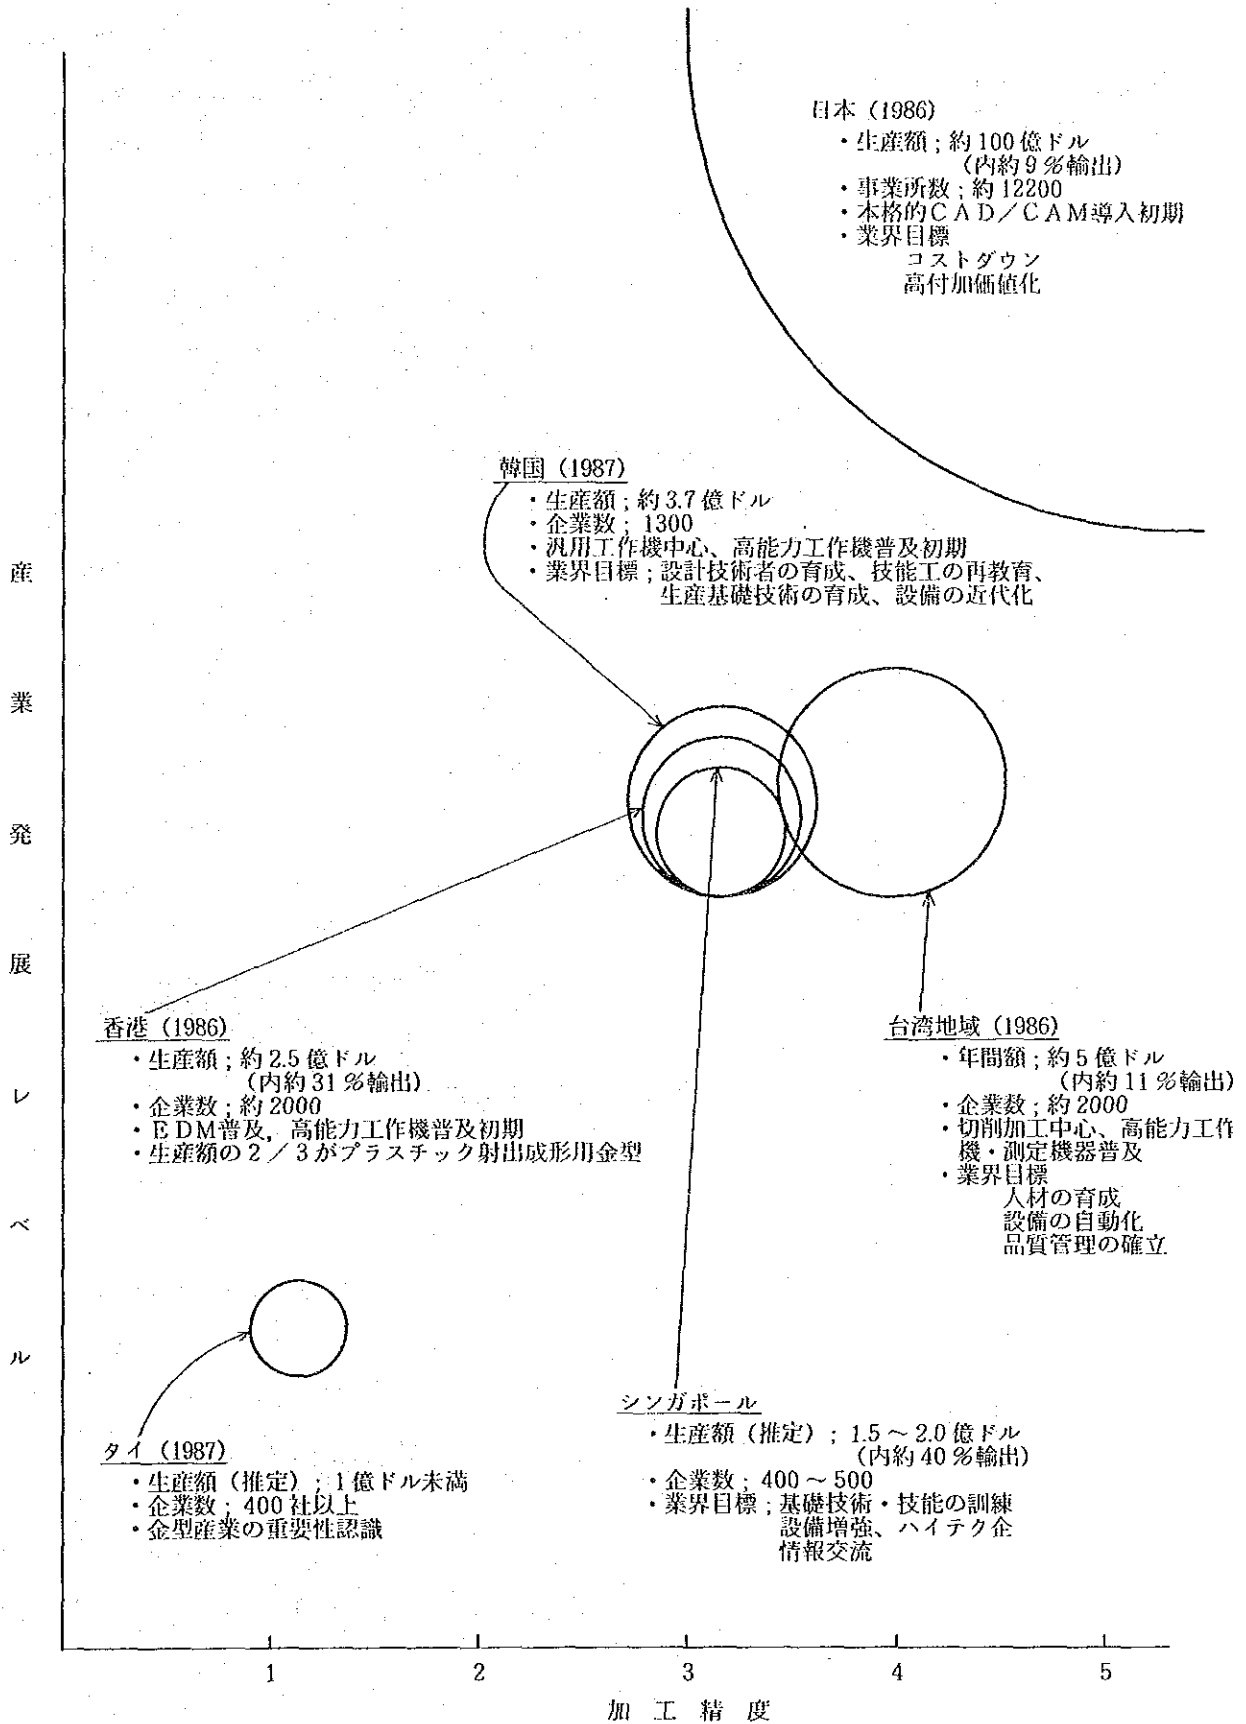 日本 (1986)
・生産額；約100億ドル
(内約9％輸出)
・事業所数；約12200
・本格的ＣＡＤ／ＣＡＭ導入初期
・業界目標
コストダウン
高付加価値化
韓国 (1987)
・生産額；約3.7億ドル
・企業数；1300
・汎用工作機中心、高能力工作機普及初期
・業界目標；設計技術者の育成、技能工の再教育、
生産基礎技術の育成、設備の近代化
産業発展レベル
香港 (1986)
・生産額；約2.5億ドル
(内約31％輸出)
・企業数；約2000
・ＥＤＭ普及，高能力工作機普及初期
・生産額の2／3がプラスチック射出成形用金型
台湾地域 (1986)
・年間額；約5億ドル
(内約11％輸出)
・企業数；約2000
・切削加工中心、高能力工作
機・測定機器普及
・業界目標
人材の育成
設備の自動化
品質管理の確立
タイ (1987)
・生産額（推定）；1億ドル未満
・企業数；400社以上
・金型産業の重要性認識
シンガポール
・生産額（推定）；1.5～2.0億ドル
(内約40％輸出)
・企業数；400～500
・業界目標；基礎技術・技能の訓練
設備増強、ハイテク企
情報交流
1 2 3 4 5
加工精度